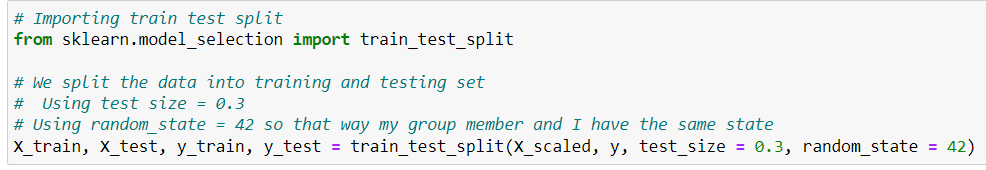 # Importing train test split
from sklearn.model_selection import train_test_split
# We split the data into training and testing set
#  Using test size = 0.3
# Using random_state = 42 so that way my group member and I have the same state
X_train, X_test, y_train, y_test = train_test_split(X_scaled, y, test_size = 0.3, random_state = 42)